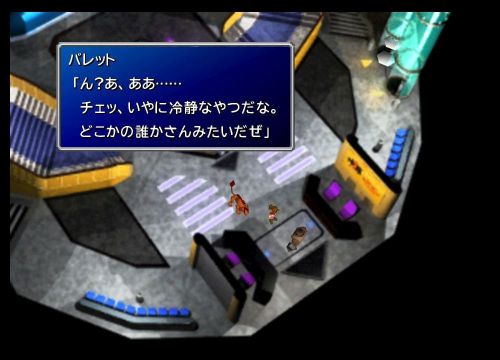 バレット
「ん?あ、ああ……
チェッ、いやに冷静なやつだな。
どこかの誰かさんみたいだぜ」